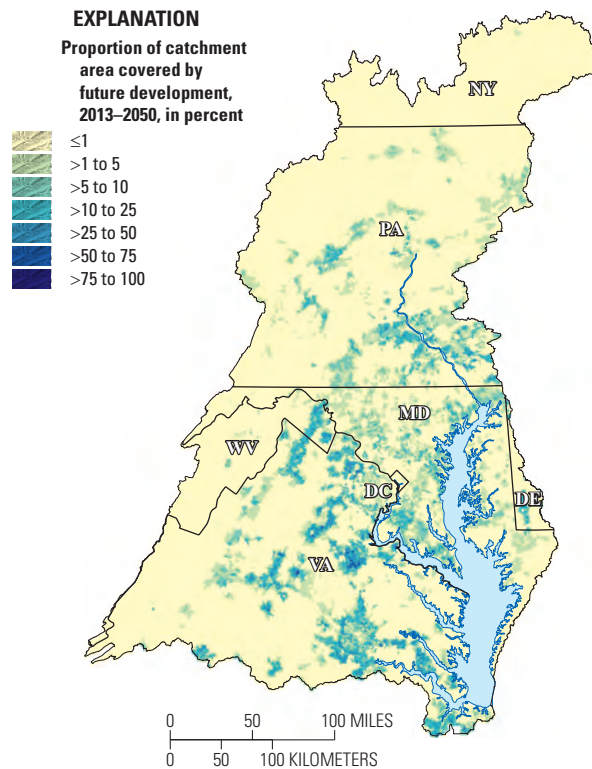 EXPLANATION
Proportion of catchment
area covered by
future development,
2013–2050, in percent
≤1
>1 to 5
>5 to 10
>10 to 25
>25 to 50
>50 to 75
>75 to 100
NY
PA
MD
WV
DC
DE
VA
0 50 100 MILES
0 50 100 KILOMETERS